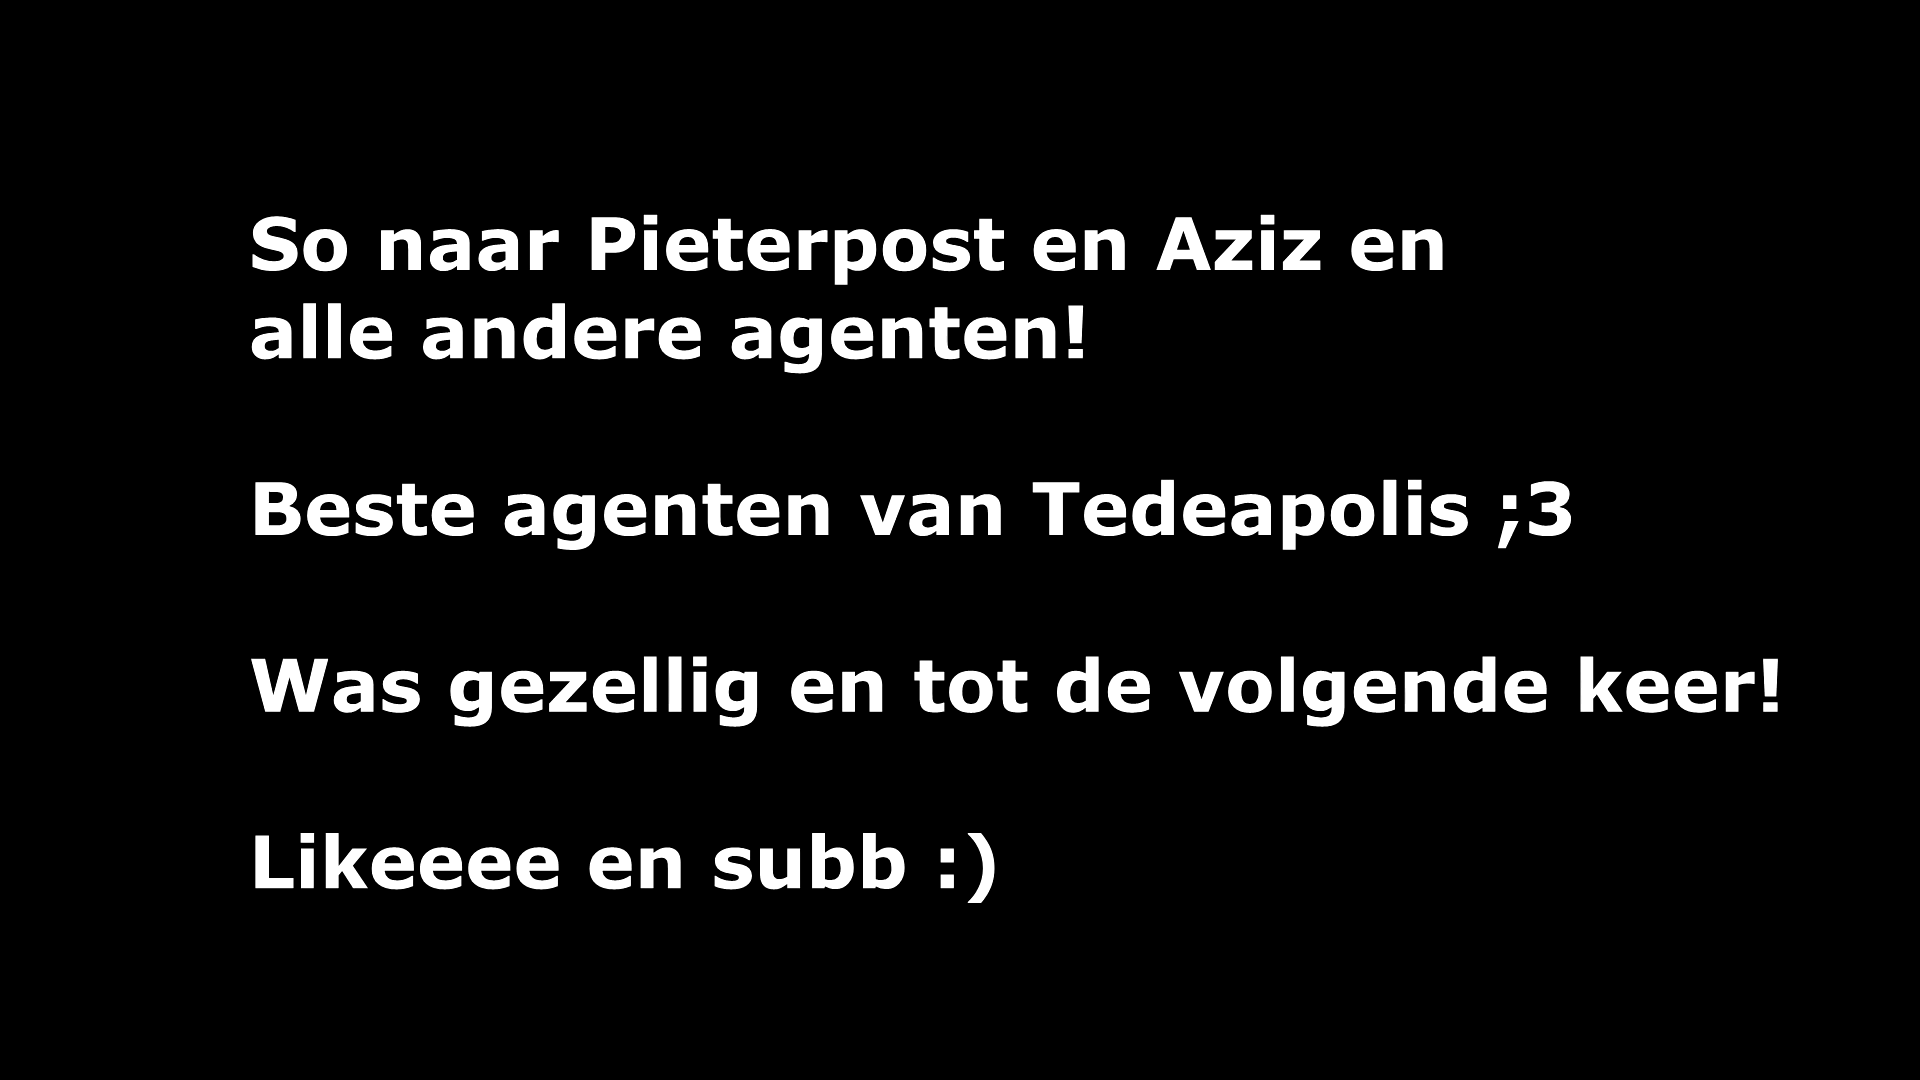 So naar Pieterpost en Aziz en
alle andere agenten!
Beste agenten van Tedeapolis ;3
Was gezellig en tot de volgende keer!
Likeeee en subb :)